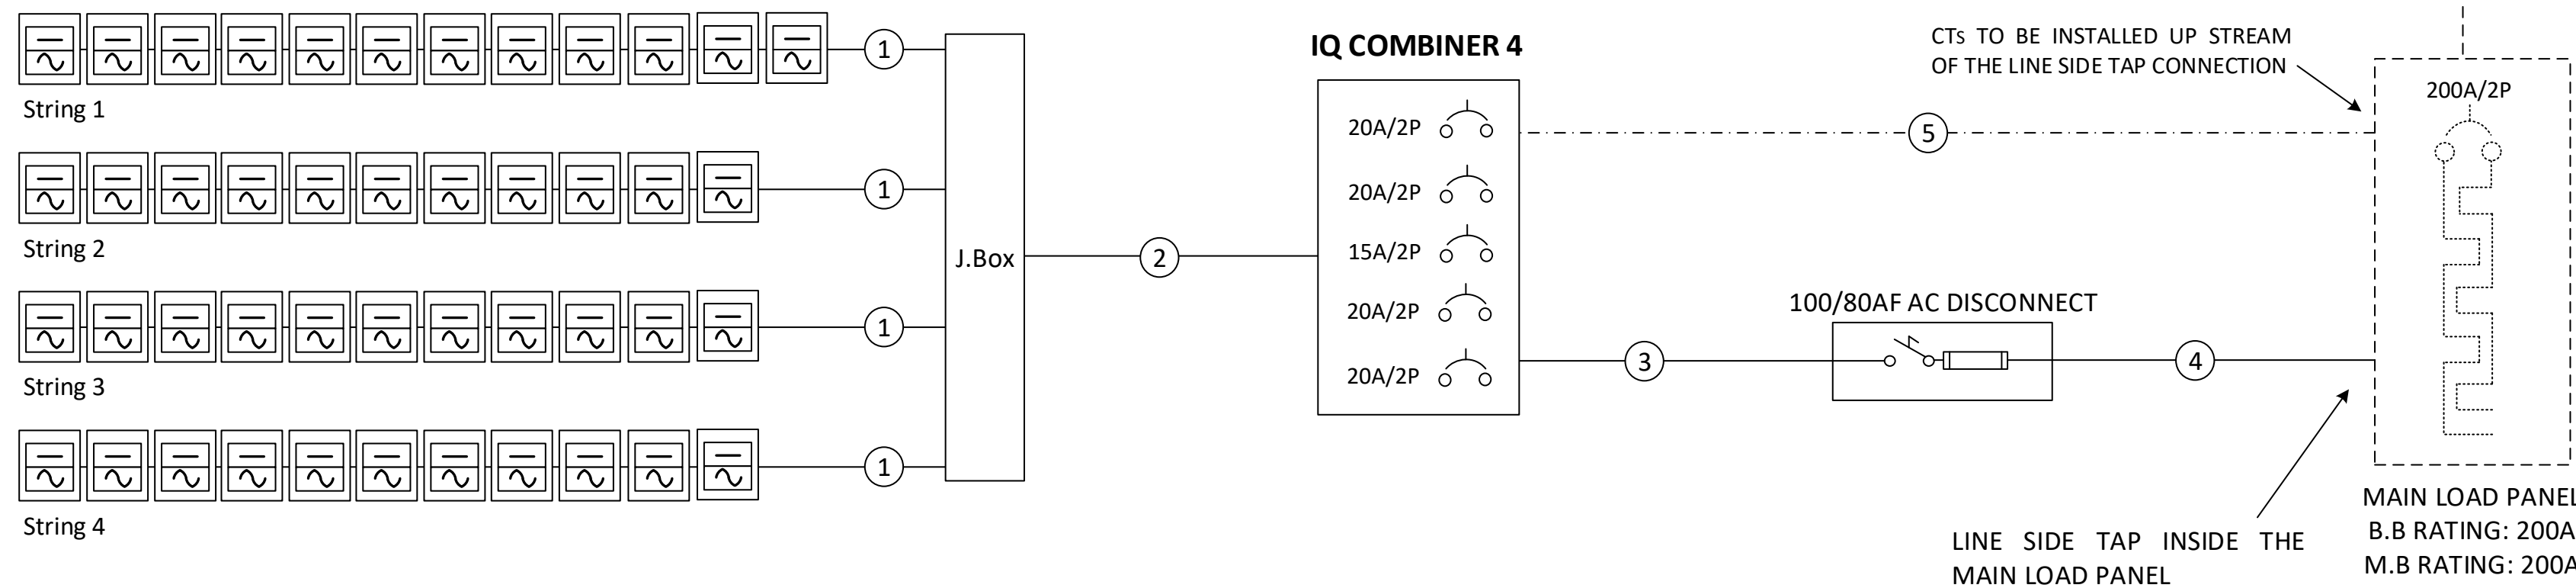 String 1
1
String 2
1
String 3
1
String 4
1
J.Box
2
IQ COMBINER 4
20A/2P
20A/2P
15A/2P
20A/2P
20A/2P
5
3
100/80AF AC DISCONNECT
4
CTs TO BE INSTALLED UP STREAM
OF THE LINE SIDE TAP CONNECTION
200A/2P
LINE SIDE TAP INSIDE THE
MAIN LOAD PANEL
MAIN LOAD PANEL
B.B RATING: 200A
M.B RATING: 200A